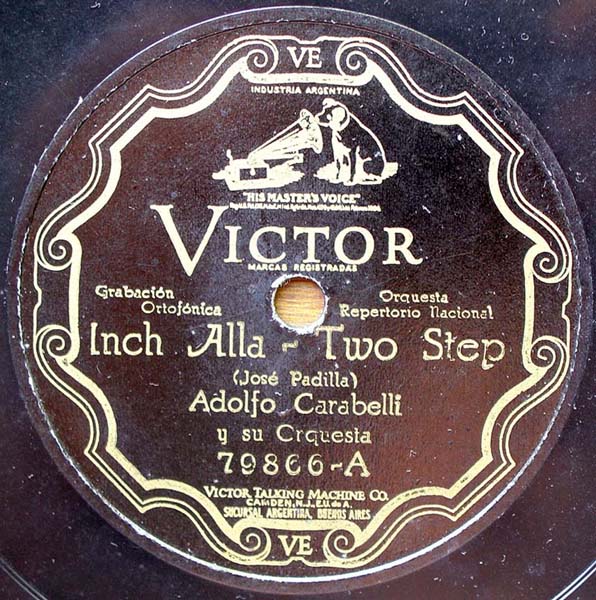 VE
INDUSTRIA ARGENTINA
"HIS MASTER'S VOICE"
VICTOR
MARCAS REGISTRADAS
Grabación Ortofónica
Orquesta
Repertorio Nacional
Inch Alla - Two Step
(José Padilla)
Adolfo Carabelli
y su Orquesta
79866-A
VICTOR TALKING MACHINE CO.
CAMDEN, N.J., E.U. de A.
SUCURSAL ARGENTINA, BUENOS AIRES
VE